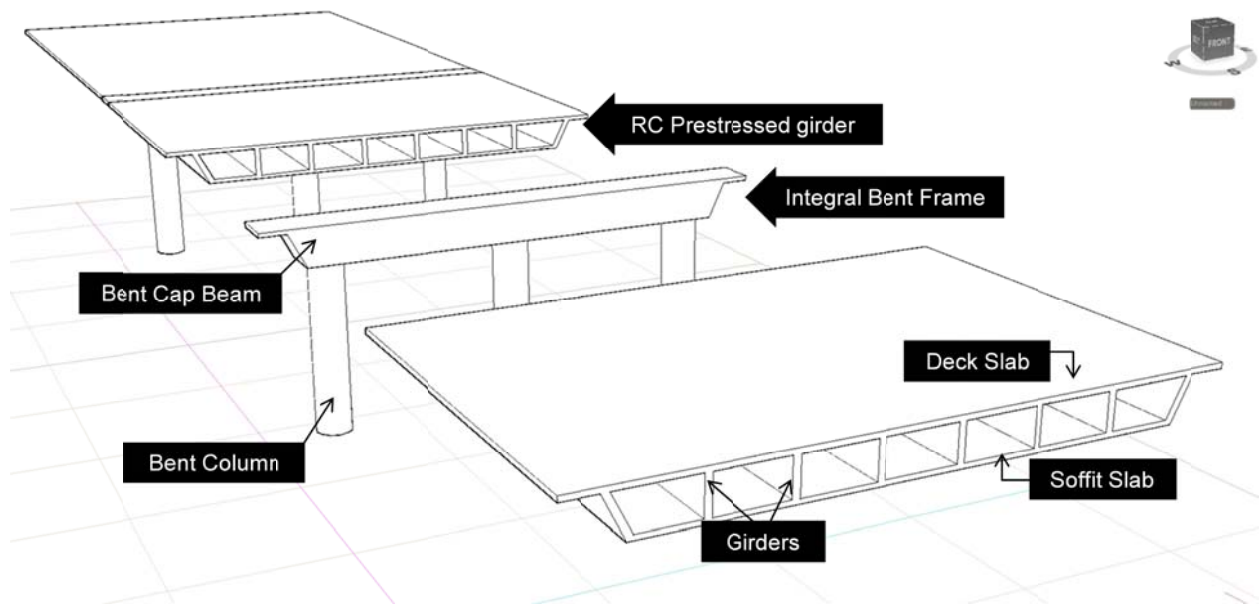 FRONT
RC Prestressed girder
Integral Bent Frame
Bent Cap Beam
Deck Slab
Bent Column
Soffit Slab
Girders